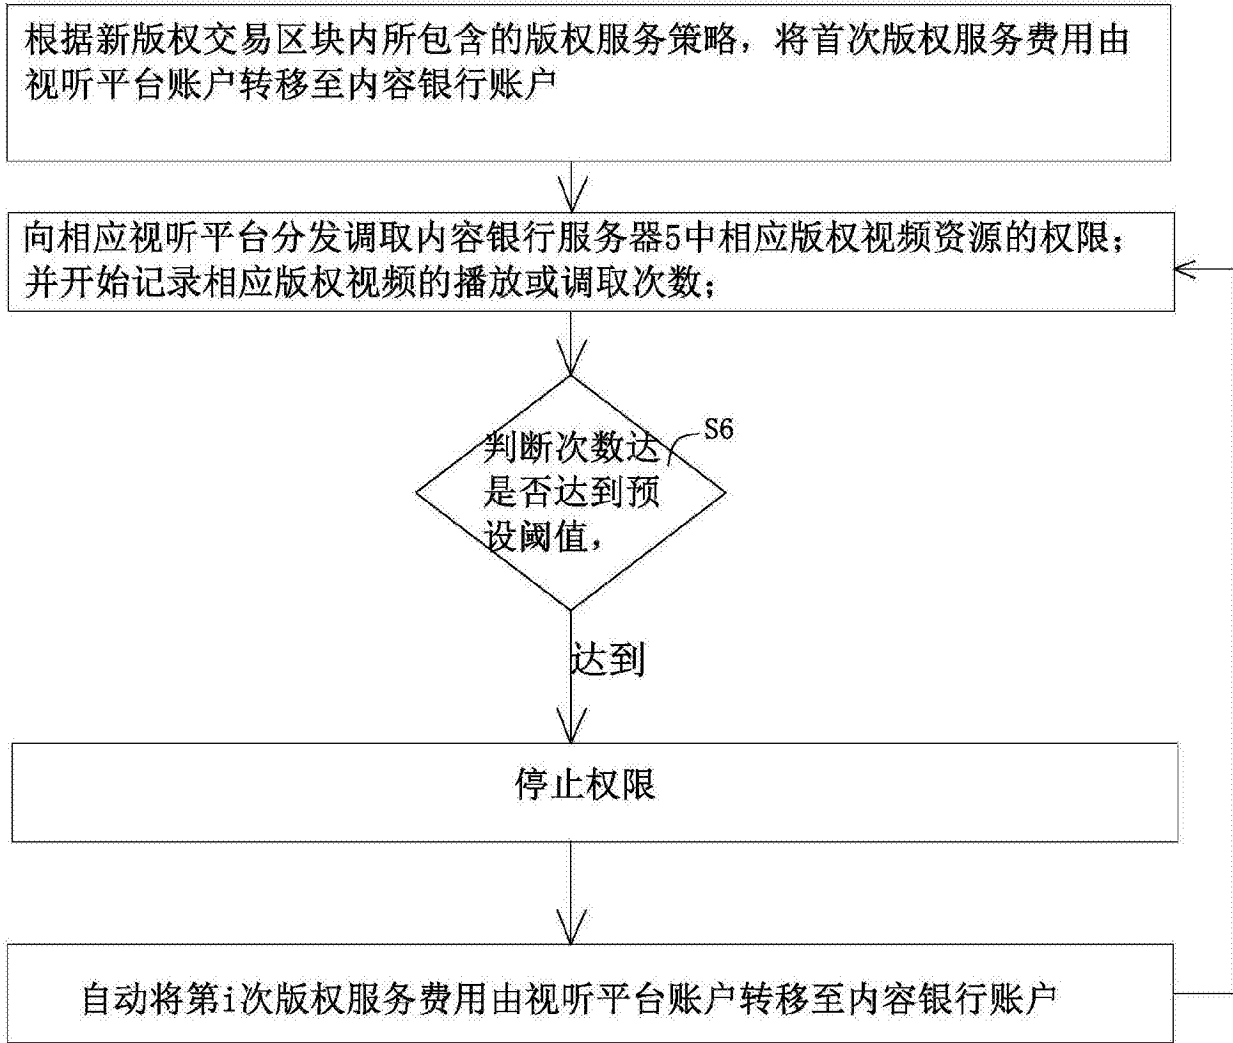 根据新版权交易区块内所包含的版权服务策略，将首次版权服务费用由
视听平台账户转移至内容银行账户
向相应视听平台分发调取内容银行服务器5中相应版权视频资源的权限；
并开始记录相应版权视频的播放或调取次数；
S6
判断次数达
是否达到预
设阈值，
达到
停止权限
自动将第i次版权服务费用由视听平台账户转移至内容银行账户